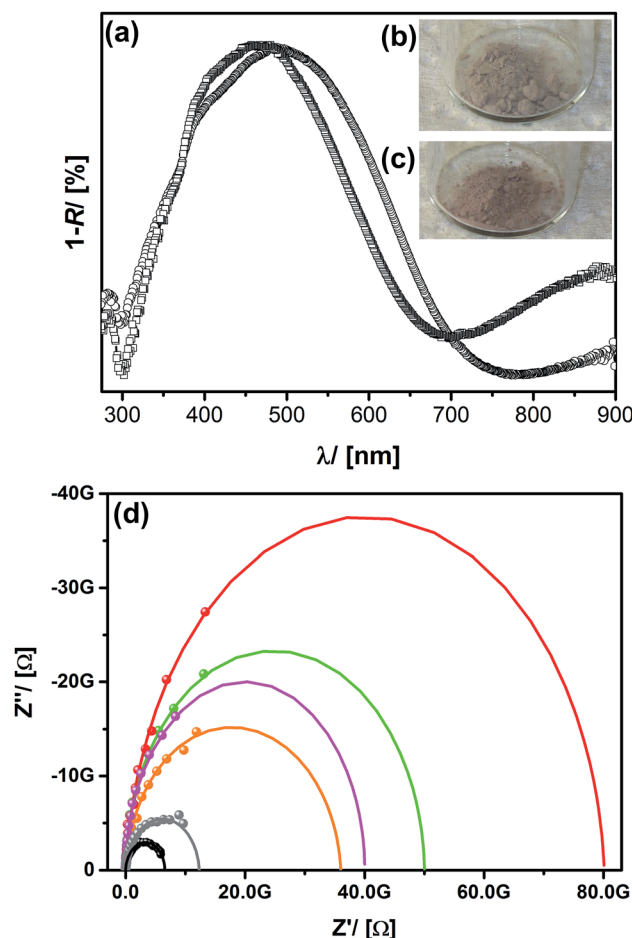 (a)
(b)
(c)
1-R/ [%]
300 400 500 600 700 800 900
λ/ [nm]
(d)
-40G
-30G
-20G
-10G
0
Z''/ [Ω]
0.0 20.0G 40.0G 60.0G 80.0G
Z'/ [Ω]